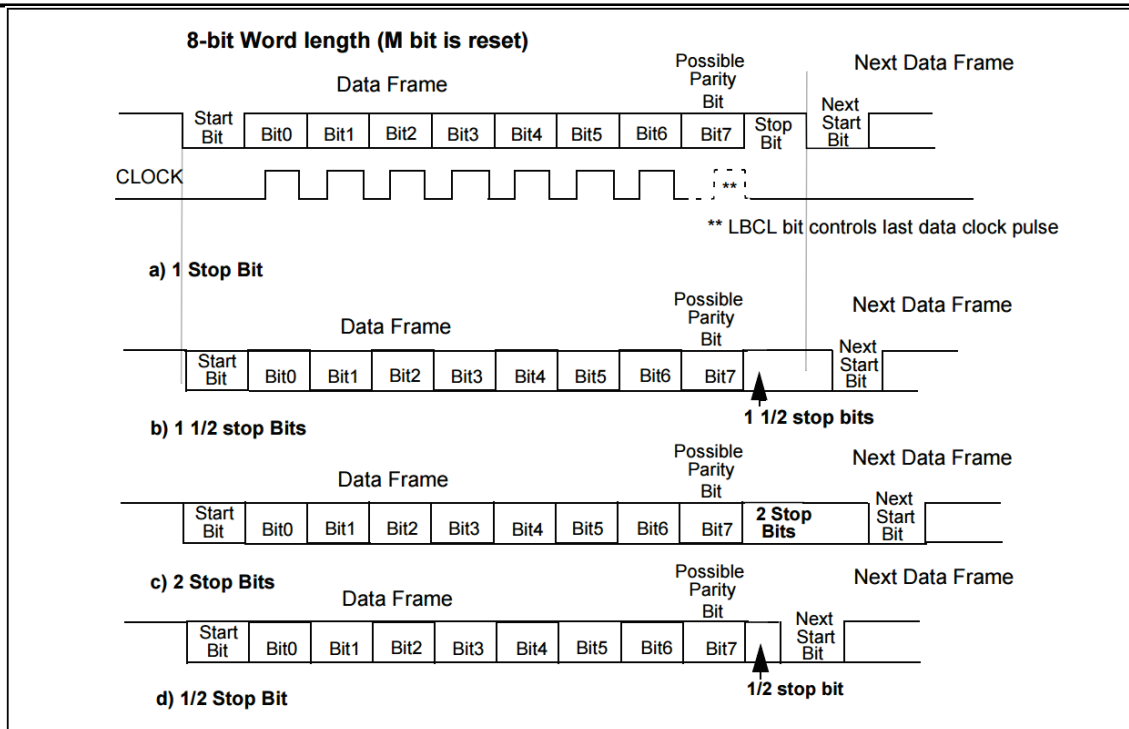 8-bit Word length (M bit is reset)
Data Frame
Possible
Parity
Bit
Next Data Frame
Start
Bit
Bit0
Bit1
Bit2
Bit3
Bit4
Bit5
Bit6
Bit7
Stop
Bit
Next
Start
Bit
CLOCK
**
** LBCL bit controls last data clock pulse
a) 1 Stop Bit
Data Frame
Possible
Parity
Bit
Next Data Frame
Start
Bit
Bit0
Bit1
Bit2
Bit3
Bit4
Bit5
Bit6
Bit7
Next
Start
Bit
1 1/2 stop bits
b) 1 1/2 stop Bits
Data Frame
Possible
Parity
Bit
Next Data Frame
Start
Bit
Bit0
Bit1
Bit2
Bit3
Bit4
Bit5
Bit6
Bit7
2 Stop
Bits
Next
Start
Bit
c) 2 Stop Bits
Data Frame
Possible
Parity
Bit
Next Data Frame
Start
Bit
Bit0
Bit1
Bit2
Bit3
Bit4
Bit5
Bit6
Bit7
Next
Start
Bit
1/2 stop bit
d) 1/2 Stop Bit